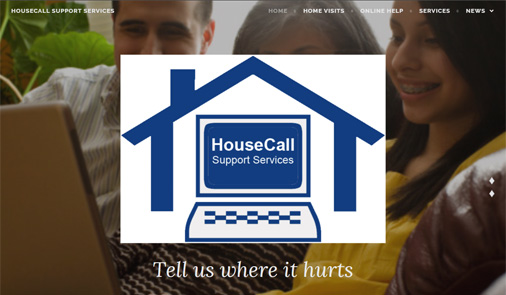 HOUSECALL SUPPORT SERVICES
HOME
HOME VISITS
ONLINE HELP
SERVICES
NEWS
HouseCall
Support Services
Tell us where it hurts